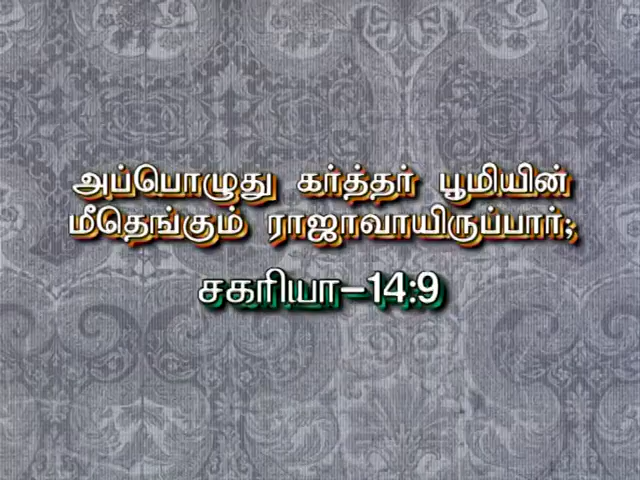 அப்பொழுது கர்த்தர் பூமியின்
மீதெங்கும் ராஜாவாயிருப்பார்;
சகரியா–14:9